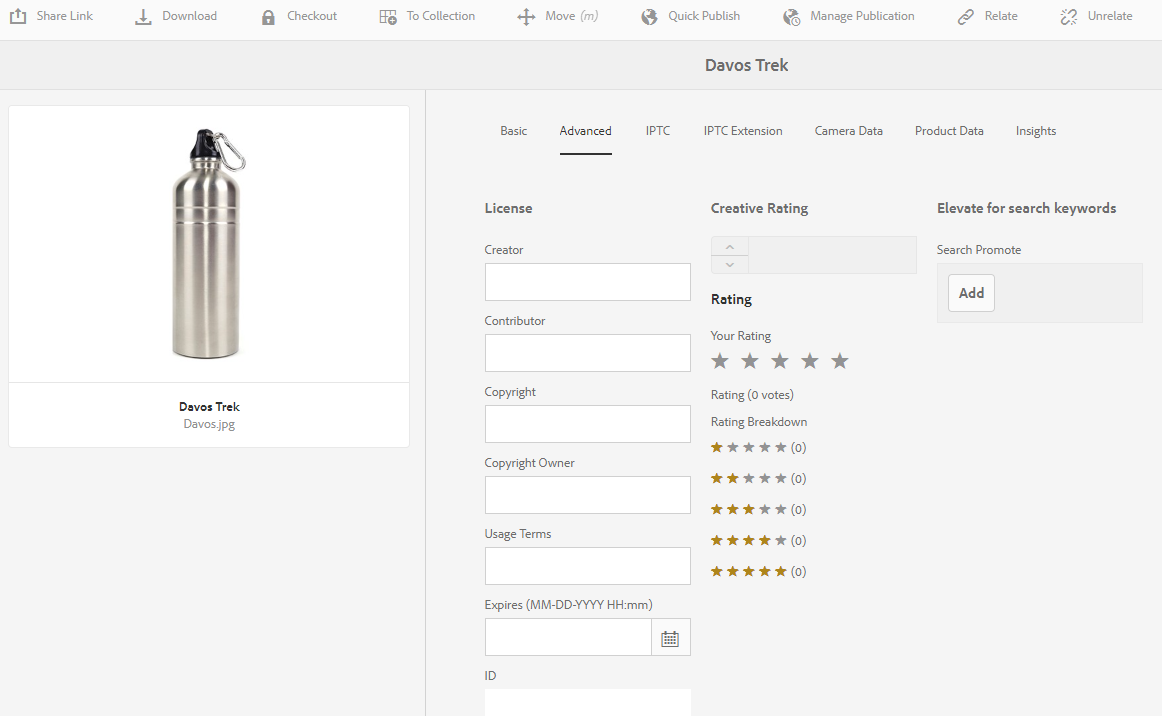 Share Link
Download
Checkout
To Collection
Move (m)
Quick Publish
Manage Publication
Relate
Unrelate
Davos Trek
Davos Trek
Davos.jpg
Basic
Advanced
IPTC
IPTC Extension
Camera Data
Product Data
Insights
License
Creator
Contributor
Copyright
Copyright Owner
Usage Terms
Expires (MM-DD-YYYY HH:mm)
ID
Creative Rating
Rating
Your Rating
Rating (0 votes)
Rating Breakdown
(0)
(0)
(0)
(0)
(0)
Elevate for search keywords
Search Promote
Add